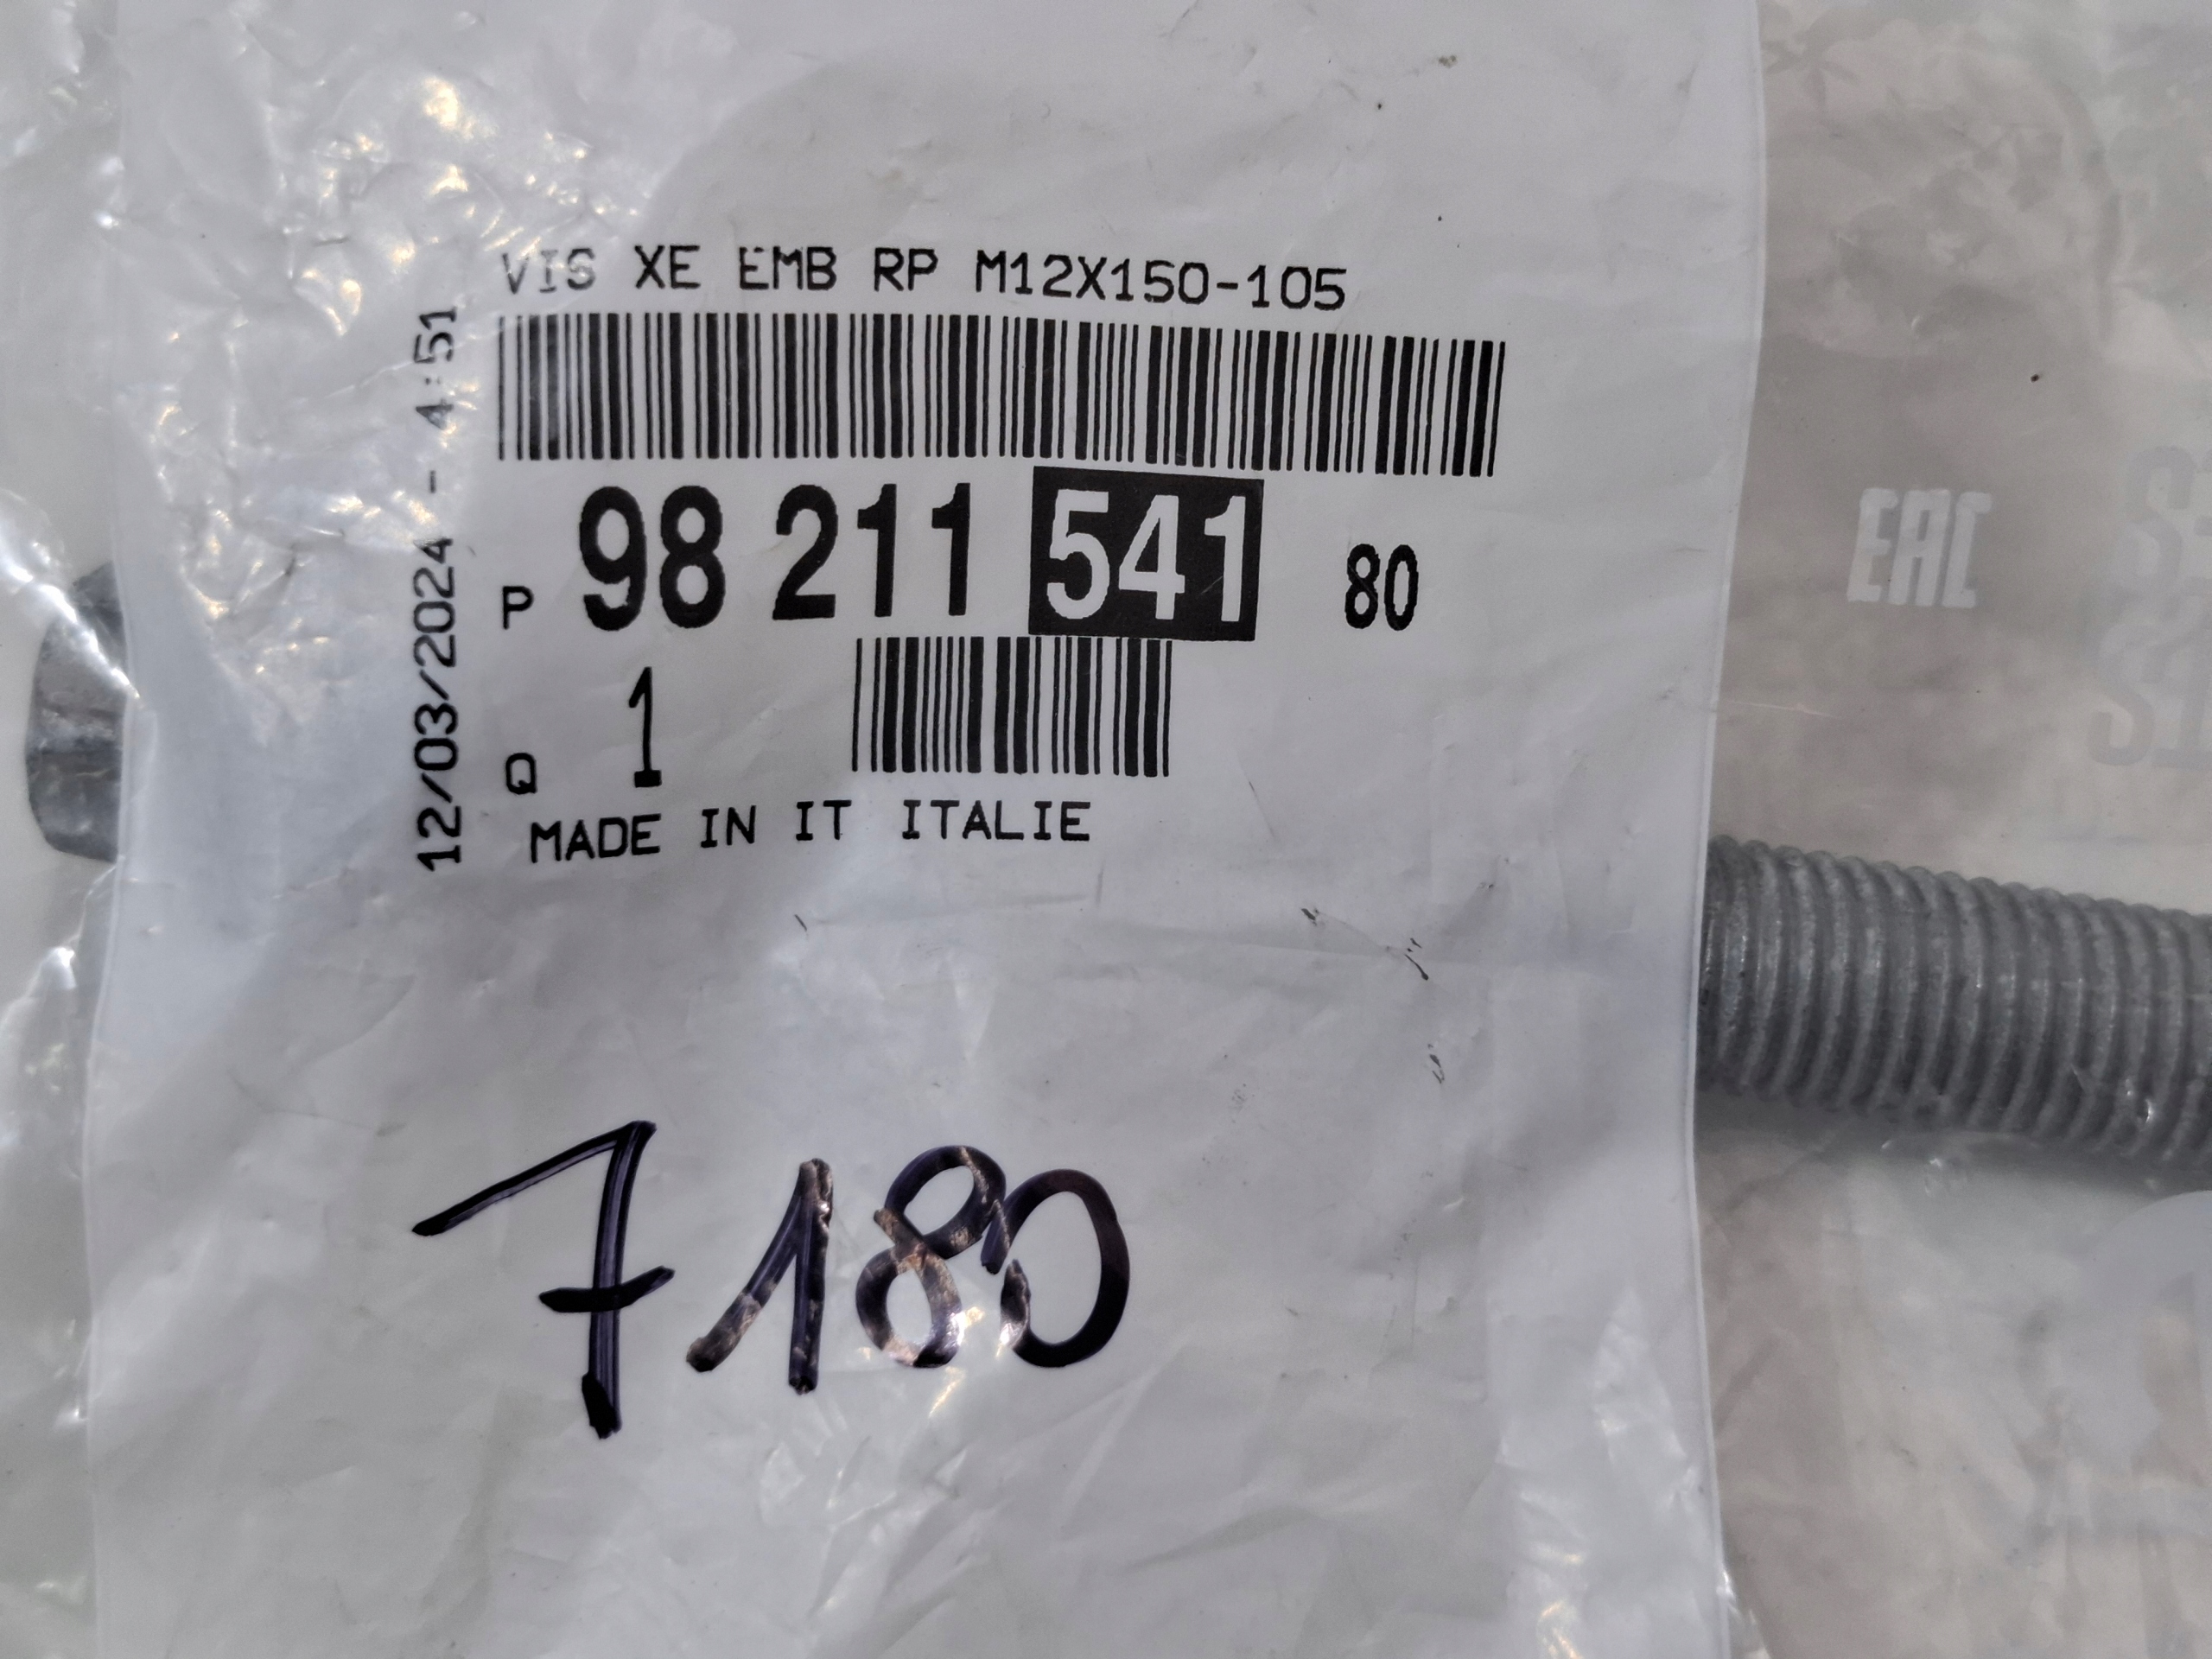 VIS XE EMB RP M12X150-105
12/03/2024 - 4:51
P 98 211 541 80
Q 1
MADE IN IT ITALIE
7180
EAC